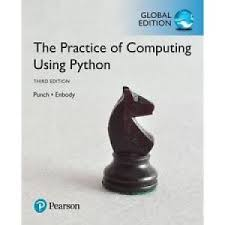 GLOBAL
EDITION
The Practice of Computing
Using Python
THIRD EDITION
Punch • Enbody
Pearson